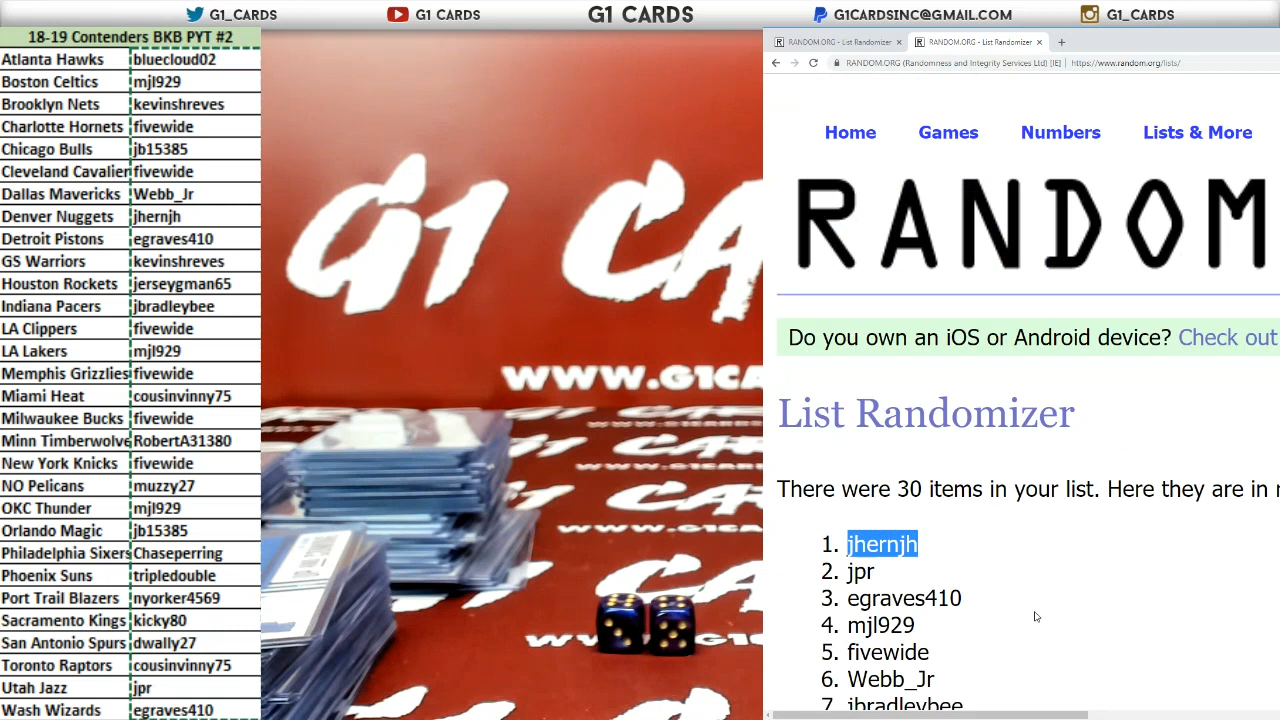 G1_CARDS
G1 CARDS
G1 CARDS
G1CARDSINC@GMAIL.COM
G1_CARDS
18-19 Contenders BKB PYT #2
Atlanta Hawks bluecloud02
Boston Celtics mjl929
Brooklyn Nets kevinshreves
Charlotte Hornets fivewide
Chicago Bulls jb15385
Cleveland Cavalier fivewide
Dallas Mavericks Webb_Jr
Denver Nuggets jhernjh
Detroit Pistons egraves410
GS Warriors kevinshreves
Houston Rockets jerseygman65
Indiana Pacers jbradleybee
LA Clippers fivewide
LA Lakers mjl929
Memphis Grizzlies fivewide
Miami Heat cousinvinny75
Milwaukee Bucks fivewide
Minn Timberwolve RobertA31380
New York Knicks fivewide
NO Pelicans muzzy27
OKC Thunder mjl929
Orlando Magic jb15385
Philadelphia Sixers Chaseperring
Phoenix Suns tripledouble
Port Trail Blazers nyorker4569
Sacramento Kings kicky80
San Antonio Spurs dwally27
Toronto Raptors cousinvinny75
Utah Jazz jpr
Wash Wizards egraves410
G1 CA
WWW.G1CA
RANDOM.ORG - List Randomizer
RANDOM.ORG - List Randomizer
RANDOM.ORG (Randomness and Integrity Services Ltd) [IE] https://www.random.org/lists/
Home Games Numbers Lists & More
RANDOM
Do you own an iOS or Android device? Check out
List Randomizer
There were 30 items in your list. Here they are in
1. jhernjh
2. jpr
3. egraves410
4. mjl929
5. fivewide
6. Webb_Jr
7. jbradleybee